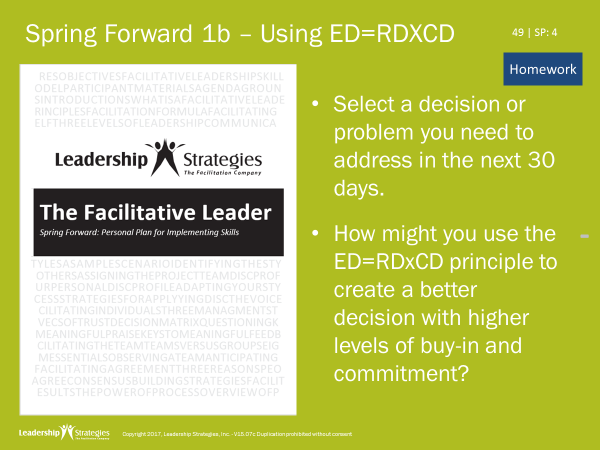 Spring Forward 1b – Using ED=RDXCD
49 | SP: 4
Homework
RESOBJECTIVESFACILITATIVELEADERSHIPSKILL
ODELPARTICIPANTMATERIALSAGENDAGROUN
SINTRODUCTIONSWHATISAFACILITATIVELEADE
RINCIPLESFACILITATIONFORMULAFACILITATING
ELFTHREELEVELSOFLEADERSHIPCOMMUNICA
Leadership Strategies
The Facilitation Company
The Facilitative Leader
Spring Forward: Personal Plan for Implementing Skills
TYLESASAMPLESCENARIOIDENTIFYINGTHESTY
OTHERSASSIGNINGTHEPROJECTTEAMDISCPROF
URPERSONALDISCPROFILEADAPTINGYOURSTY
CESSSTRATEGIESFORAPPLYYINGDISCTHEVOICE
CILITATINGINDIVIDUALSTHREEMANAGMENTST
VECSOFTRUSTDECISIONMATRIXQUESTIONINGK
MEANINGFULPRAISEKEYSTOMEANINGFULFEEDB
CILITATINGTHETEAMTEAMSVERSUSGROUPSEIG
MESSENTIALSOBSERVINGATEAMANTICIPATING
FACILITATINGAGREEMENTTHREEREASONSPEO
AGREECONSENSUSBUILDINGSTRATEGIESFACILIT
ESULTSTHEPOWEROFPROCESSOVERVIEWOFP
• Select a decision or
problem you need to
address in the next 30
days.
• How might you use the
ED=RDxCD principle to
create a better
decision with higher
levels of buy-in and
commitment?
Leadership Strategies
The Facilitation Company
Copyright 2017, Leadership Strategies, Inc. - V10.07c Duplication prohibited without consent